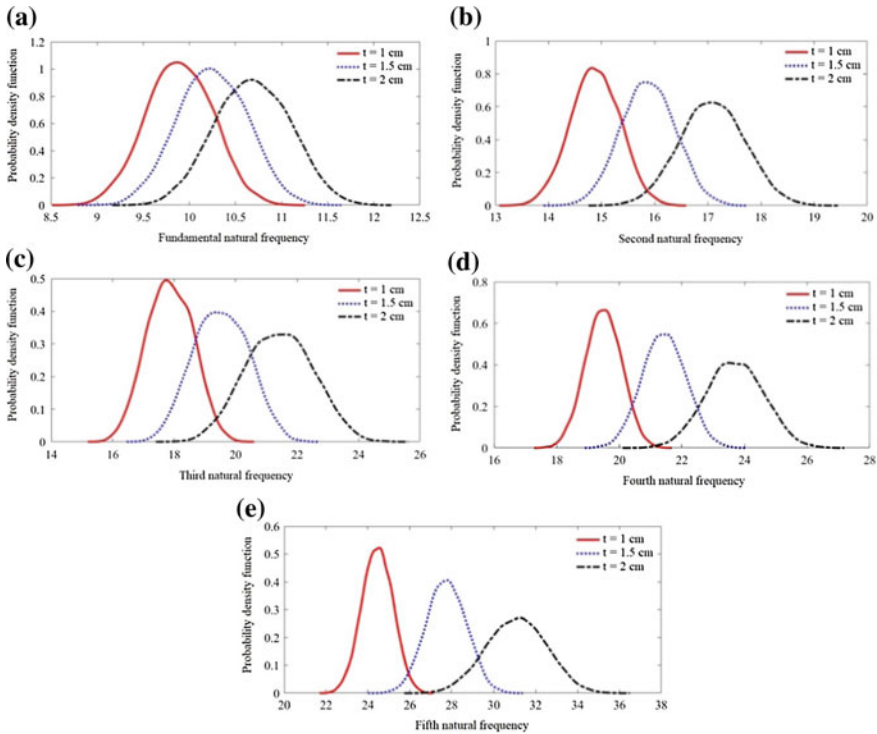 (a)
Probability density function
1.2
1
0.8
0.6
0.4
0.2
0
8.5 9 9.5 10 10.5 11 11.5 12 12.5
Fundamental natural frequency
t = 1 cm
t = 1.5 cm
t = 2 cm
(b)
Probability density function
1
0.8
0.6
0.4
0.2
0
13 14 15 16 17 18 19 20
Second natural frequency
t = 1 cm
t = 1.5 cm
t = 2 cm
(c)
Probability density function
0.5
0.4
0.3
0.2
0.1
0
14 16 18 20 22 24 26
Third natural frequency
t = 1 cm
t = 1.5 cm
t = 2 cm
(d)
Probability density function
0.8
0.6
0.4
0.2
0
16 18 20 22 24 26 28
Fourth natural frequency
t = 1 cm
t = 1.5 cm
t = 2 cm
(e)
Probability density function
0.6
0.5
0.4
0.3
0.2
0.1
0
20 22 24 26 28 30 32 34 36 38
Fifth natural frequency
t = 1 cm
t = 1.5 cm
t = 2 cm